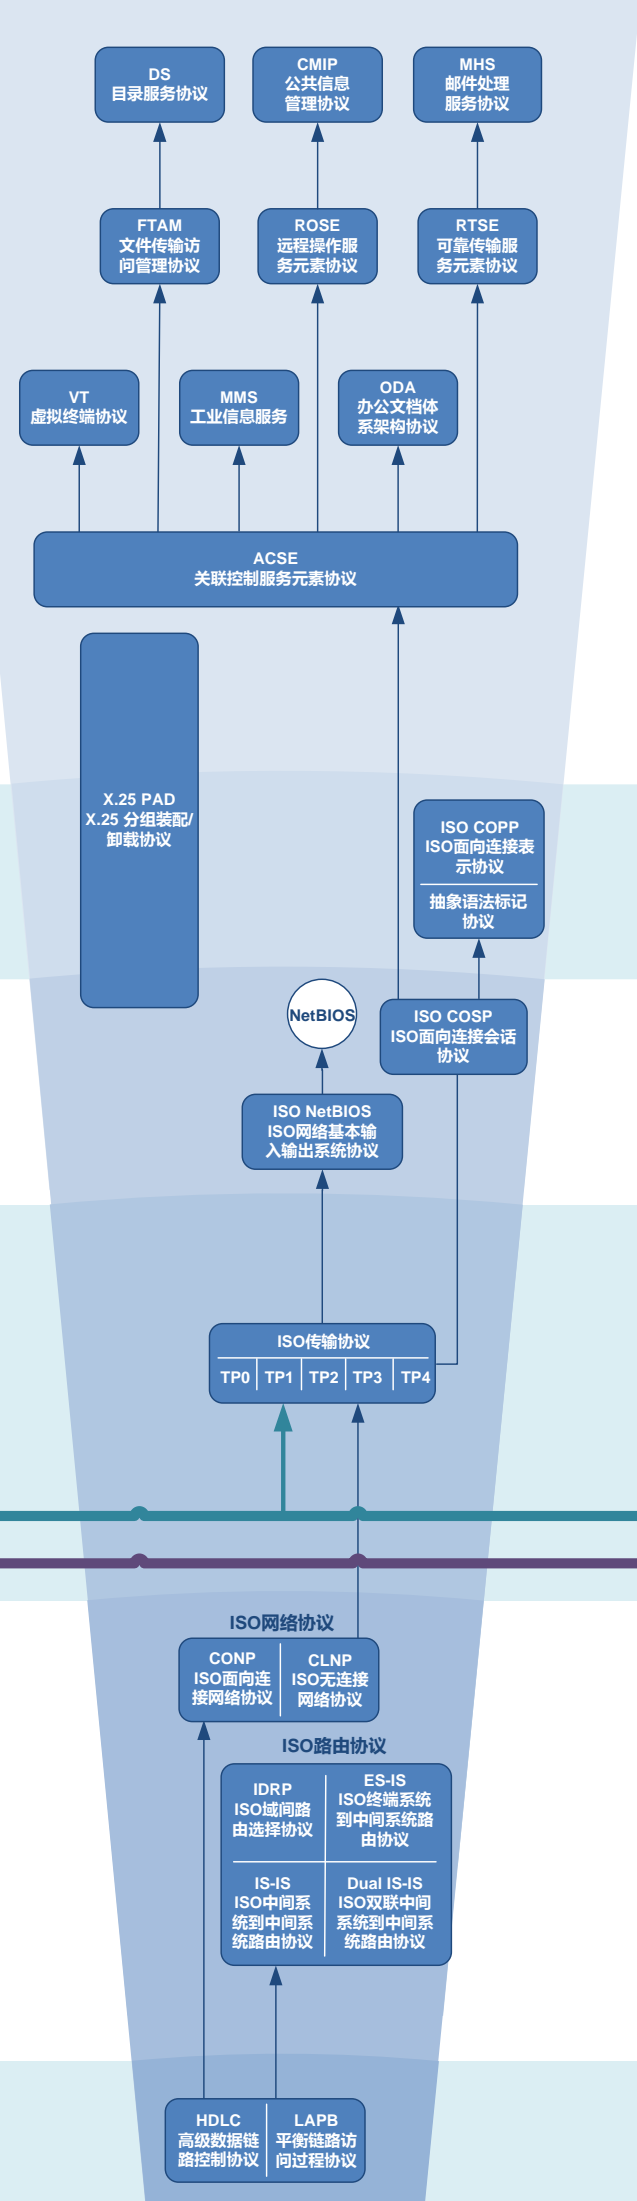 DS
目录服务协议
CMIP
公共信息
管理协议
MHS
邮件处理
服务协议
FTAM
文件传输访
问管理协议
ROSE
远程操作服
务元素协议
RTSE
可靠传输服
务元素协议
VT
虚拟终端协议
MMS
工业信息服务
ODA
办公文档体
系架构协议
ACSE
关联控制服务元素协议
X.25 PAD
X.25 分组装配/
卸载协议
ISO COPP
ISO面向连接表
示协议
抽象语法标记
协议
NetBIOS
ISO COSP
ISO面向连接会话
协议
ISO NetBIOS
ISO网络基本输
入输出系统协议
ISO传输协议
TP0 TP1 TP2 TP3 TP4
ISO网络协议
CONP
ISO面向连
接网络协议
CLNP
ISO无连接
网络协议
ISO路由协议
IDRP
ISO域间路
由选择协议
ES-IS
ISO终端系统
到中间系统路
由协议
IS-IS
ISO中间系
统到中间系
统路由协议
Dual IS-IS
ISO双联中间
系统到中间系
统路由协议
HDLC
高级数据链
路控制协议
LAPB
平衡链路访
问过程协议